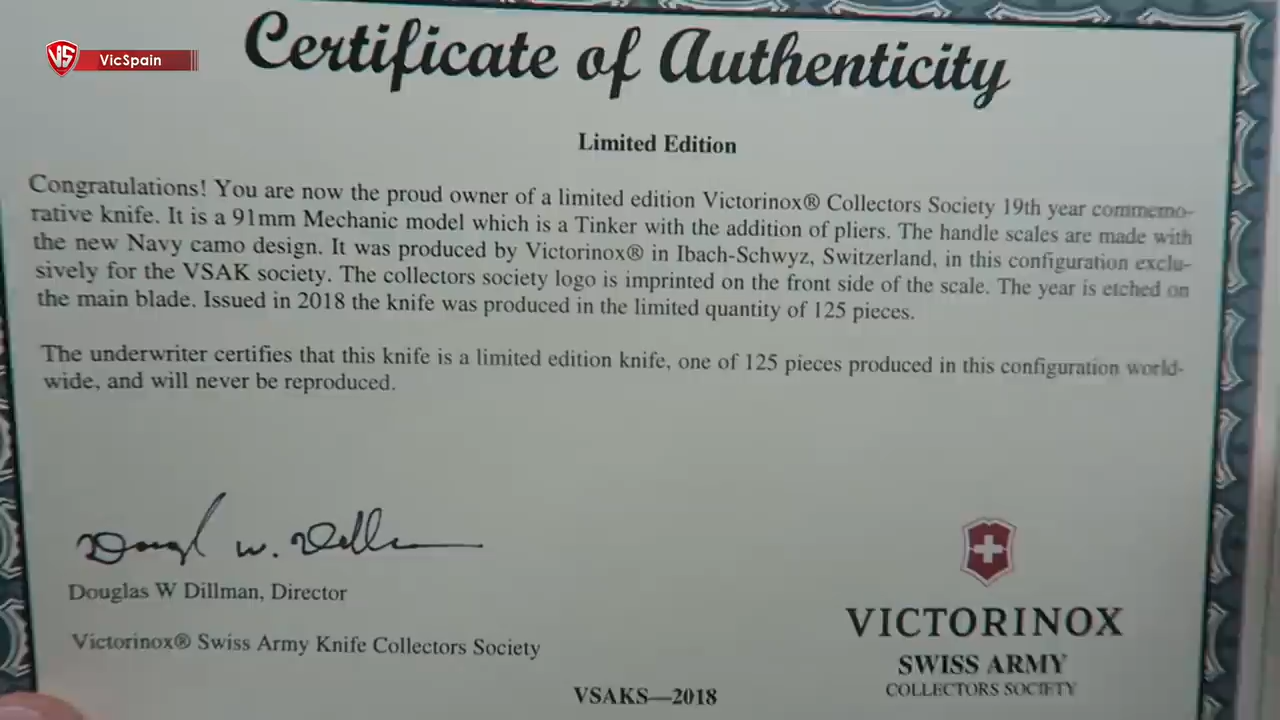 VS VicSpain
Certificate of Authenticity
Limited Edition
Congratulations! You are now the proud owner of a limited edition Victorinox® Collectors Society 19th year commemo-
rative knife. It is a 91mm Mechanic model which is a Tinker with the addition of pliers. The handle scales are made with
the new Navy camo design. It was produced by Victorinox® in Ibach-Schwyz, Switzerland, in this configuration exclu-
sively for the VSAK society. The collectors society logo is imprinted on the front side of the scale. The year is etched on
the main blade. Issued in 2018 the knife was produced in the limited quantity of 125 pieces.
The underwriter certifies that this knife is a limited edition knife, one of 125 pieces produced in this configuration world-
wide, and will never be reproduced.
Dougl W. Dillman
Douglas W Dillman, Director
Victorinox® Swiss Army Knife Collectors Society
VICTORINOX
SWISS ARMY
COLLECTORS SOCIETY
VSAKS—2018